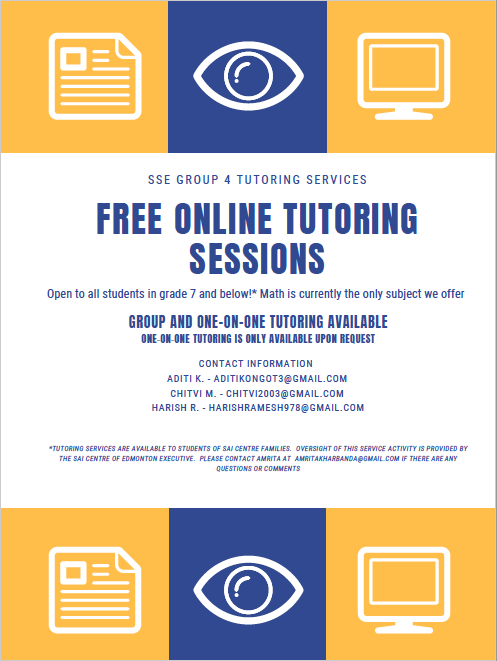 SSE GROUP 4 TUTORING SERVICES
FREE ONLINE TUTORING
SESSIONS
Open to all students in grade 7 and below!* Math is currently the only subject we offer
GROUP AND ONE-ON-ONE TUTORING AVAILABLE
ONE-ON-ONE TUTORING IS ONLY AVAILABLE UPON REQUEST
CONTACT INFORMATION
ADITI K. - ADITIKONGOT3@GMAIL.COM
CHITVI M. - CHITVI2003@GMAIL.COM
HARISH R. - HARISHRAMESH978@GMAIL.COM
*TUTORING SERVICES ARE AVAILABLE TO STUDENTS OF SAI CENTRE FAMILIES. OVERSIGHT OF THIS SERVICE ACTIVITY IS PROVIDED BY
THE SAI CENTRE OF EDMONTON EXECUTIVE. PLEASE CONTACT AMRITA AT AMRITAKHARBANDA@GMAIL.COM IF THERE ARE ANY
QUESTIONS OR COMMENTS